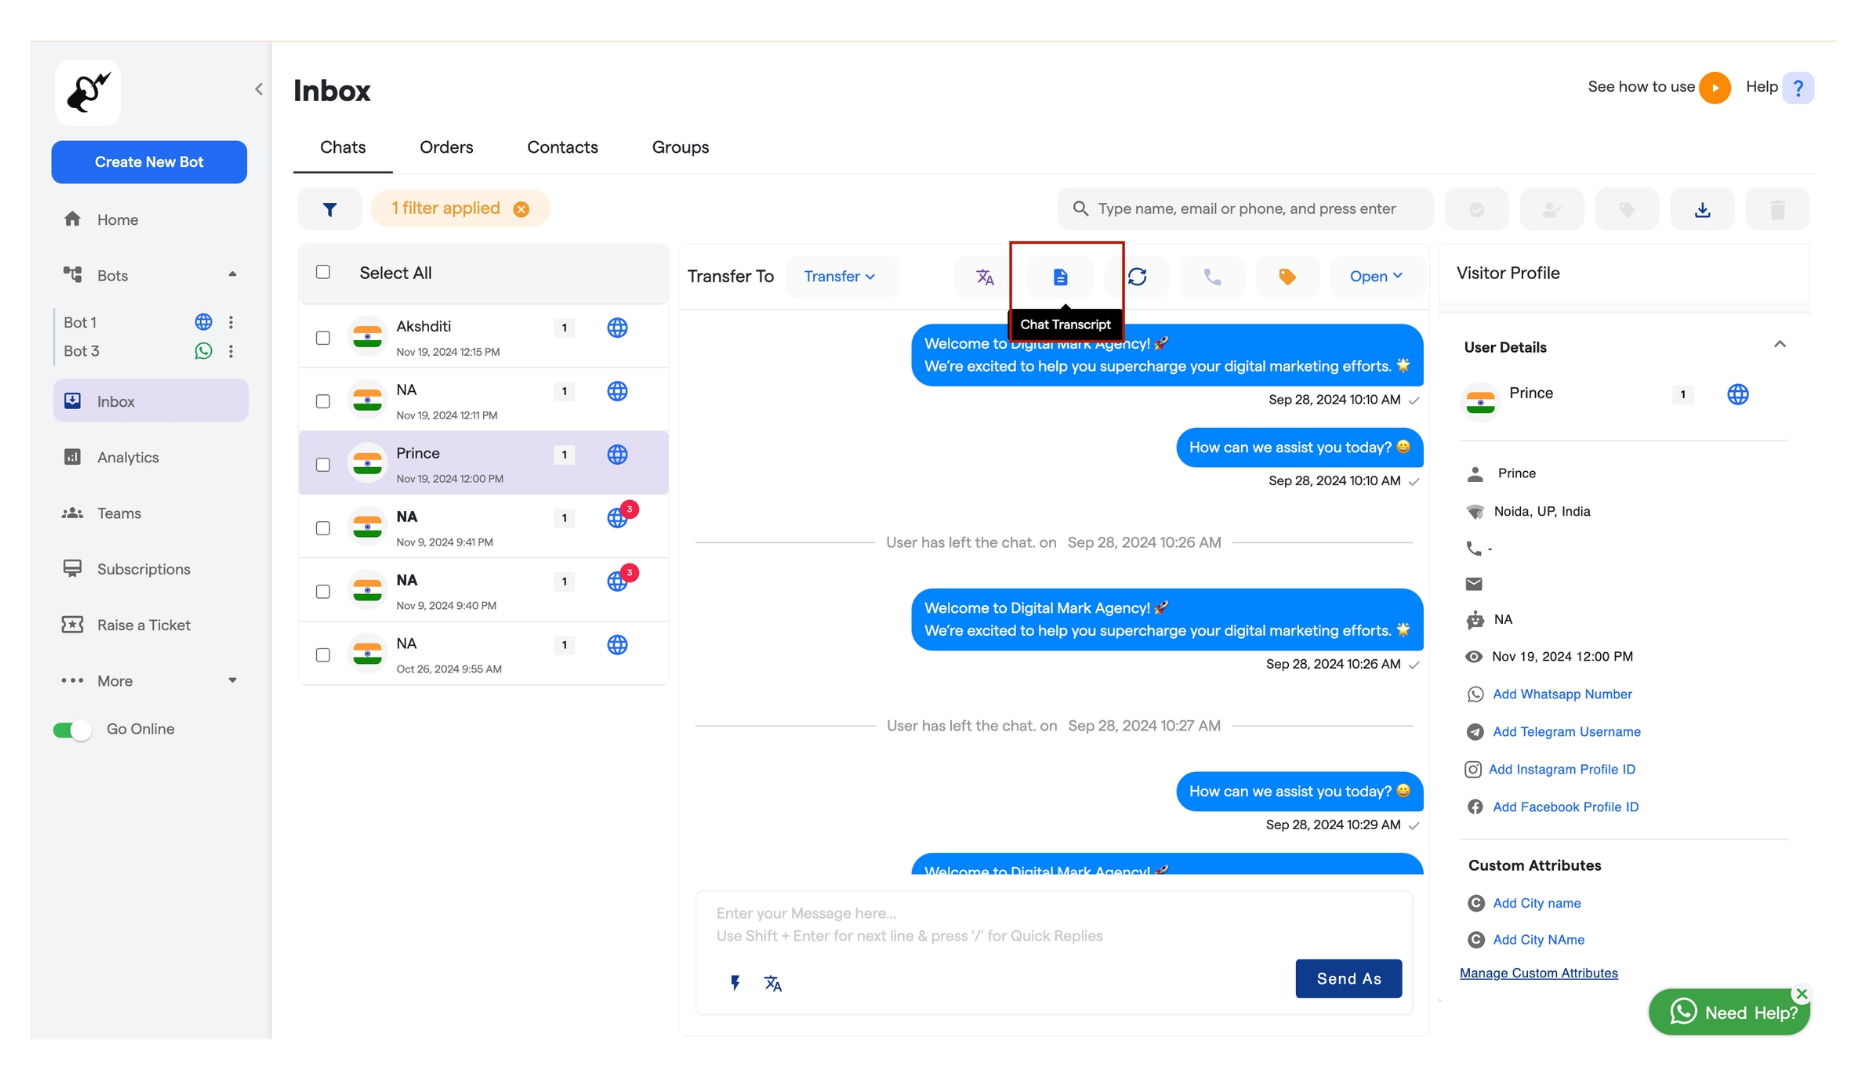 Inbox
See how to use
Help ?
Create New Bot
Chats
Orders
Contacts
Groups
1 filter applied
Type name, email or phone, and press enter
Home
Bots
Bot 1
Bot 3
Inbox
Analytics
Teams
Subscriptions
Raise a Ticket
More
Go Online
Select All
Akshditi
1
Nov 19, 2024 12:15 PM
NA
1
Nov 19, 2024 12:11 PM
Prince
1
Nov 19, 2024 12:00 PM
NA
1
3
Nov 9, 2024 9:41 PM
NA
1
3
Nov 9, 2024 9:40 PM
NA
1
Oct 26, 2024 9:55 AM
Transfer To
Transfer
Open
Chat Transcript
Welcome to Digital Mark Agency! 🚀
We're excited to help you supercharge your digital marketing efforts. 🌟
Sep 28, 2024 10:10 AM
How can we assist you today? 😀
Sep 28, 2024 10:10 AM
User has left the chat. on Sep 28, 2024 10:26 AM
Welcome to Digital Mark Agency! 🚀
We're excited to help you supercharge your digital marketing efforts. 🌟
Sep 28, 2024 10:26 AM
User has left the chat. on Sep 28, 2024 10:27 AM
How can we assist you today? 😀
Sep 28, 2024 10:29 AM
Welcome to Digital Mark Agency! 🚀
Enter your Message here...
Use Shift + Enter for next line & press '/' for Quick Replies
Send As
Visitor Profile
User Details
Prince
1
Prince
Noida, UP, India
-
NA
Nov 19, 2024 12:00 PM
Add Whatsapp Number
Add Telegram Username
Add Instagram Profile ID
Add Facebook Profile ID
Custom Attributes
C Add City name
C Add City NAme
Manage Custom Attributes
Need Help?